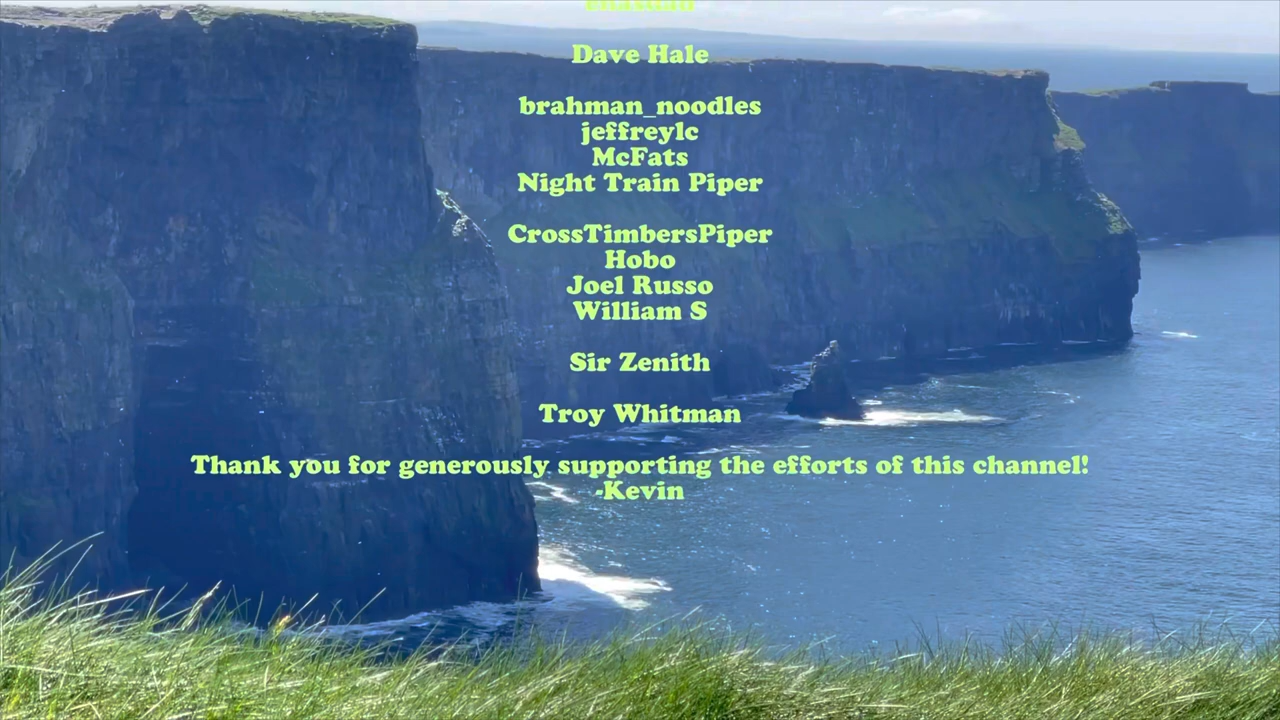 Dave Hale
brahman_noodles
jeffreylc
McFats
Night Train Piper
CrossTimbersPiper
Hobo
Joel Russo
William S
Sir Zenith
Troy Whitman
Thank you for generously supporting the efforts of this channel!
-Kevin